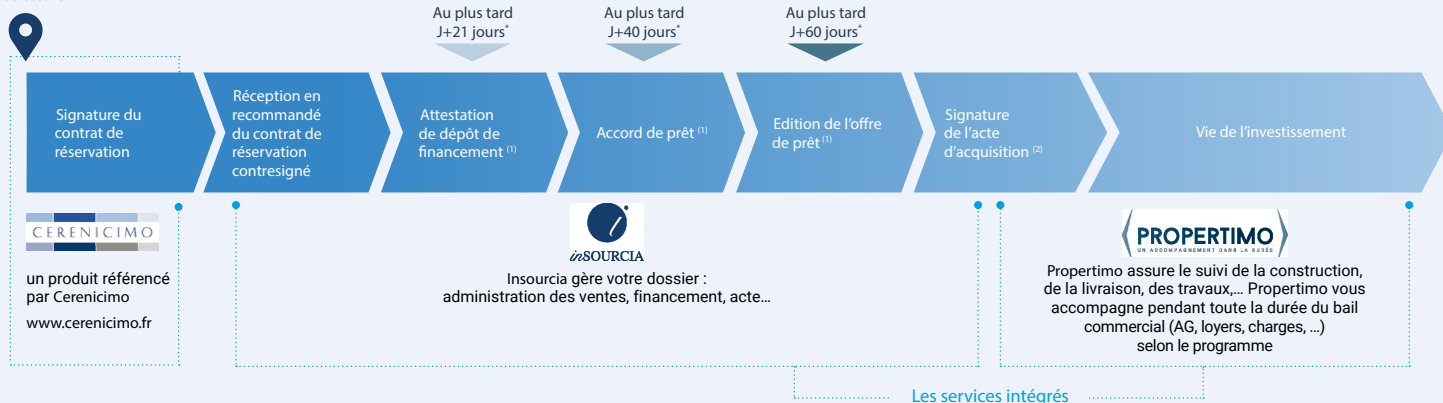 Au plus tard
J+21 jours*
Au plus tard
J+40 jours*
Au plus tard
J+60 jours*
Signature du
contrat de
réservation
Réception en
recommandé
du contrat de
réservation
contresigné
Attestation
de dépôt de
financement (1)
Accord de prêt (1)
Edition de l'offre
de prêt (1)
Signature
de l'acte
d'acquisition (2)
Vie de l'investissement
CERENICIMO
un produit référencé
par Cerenicimo
www.cerenicimo.fr
inSOURCIA
Insourcia gère votre dossier :
administration des ventes, financement, acte...
PROPERTIMO
UN ACCOMPAGNEMENT DANS LA DURÉE
Propertimo assure le suivi de la construction,
de la livraison, des travaux,... Propertimo vous
accompagne pendant toute la durée du bail
commercial (AG, loyers, charges, ...)
selon le programme
Les services intégrés